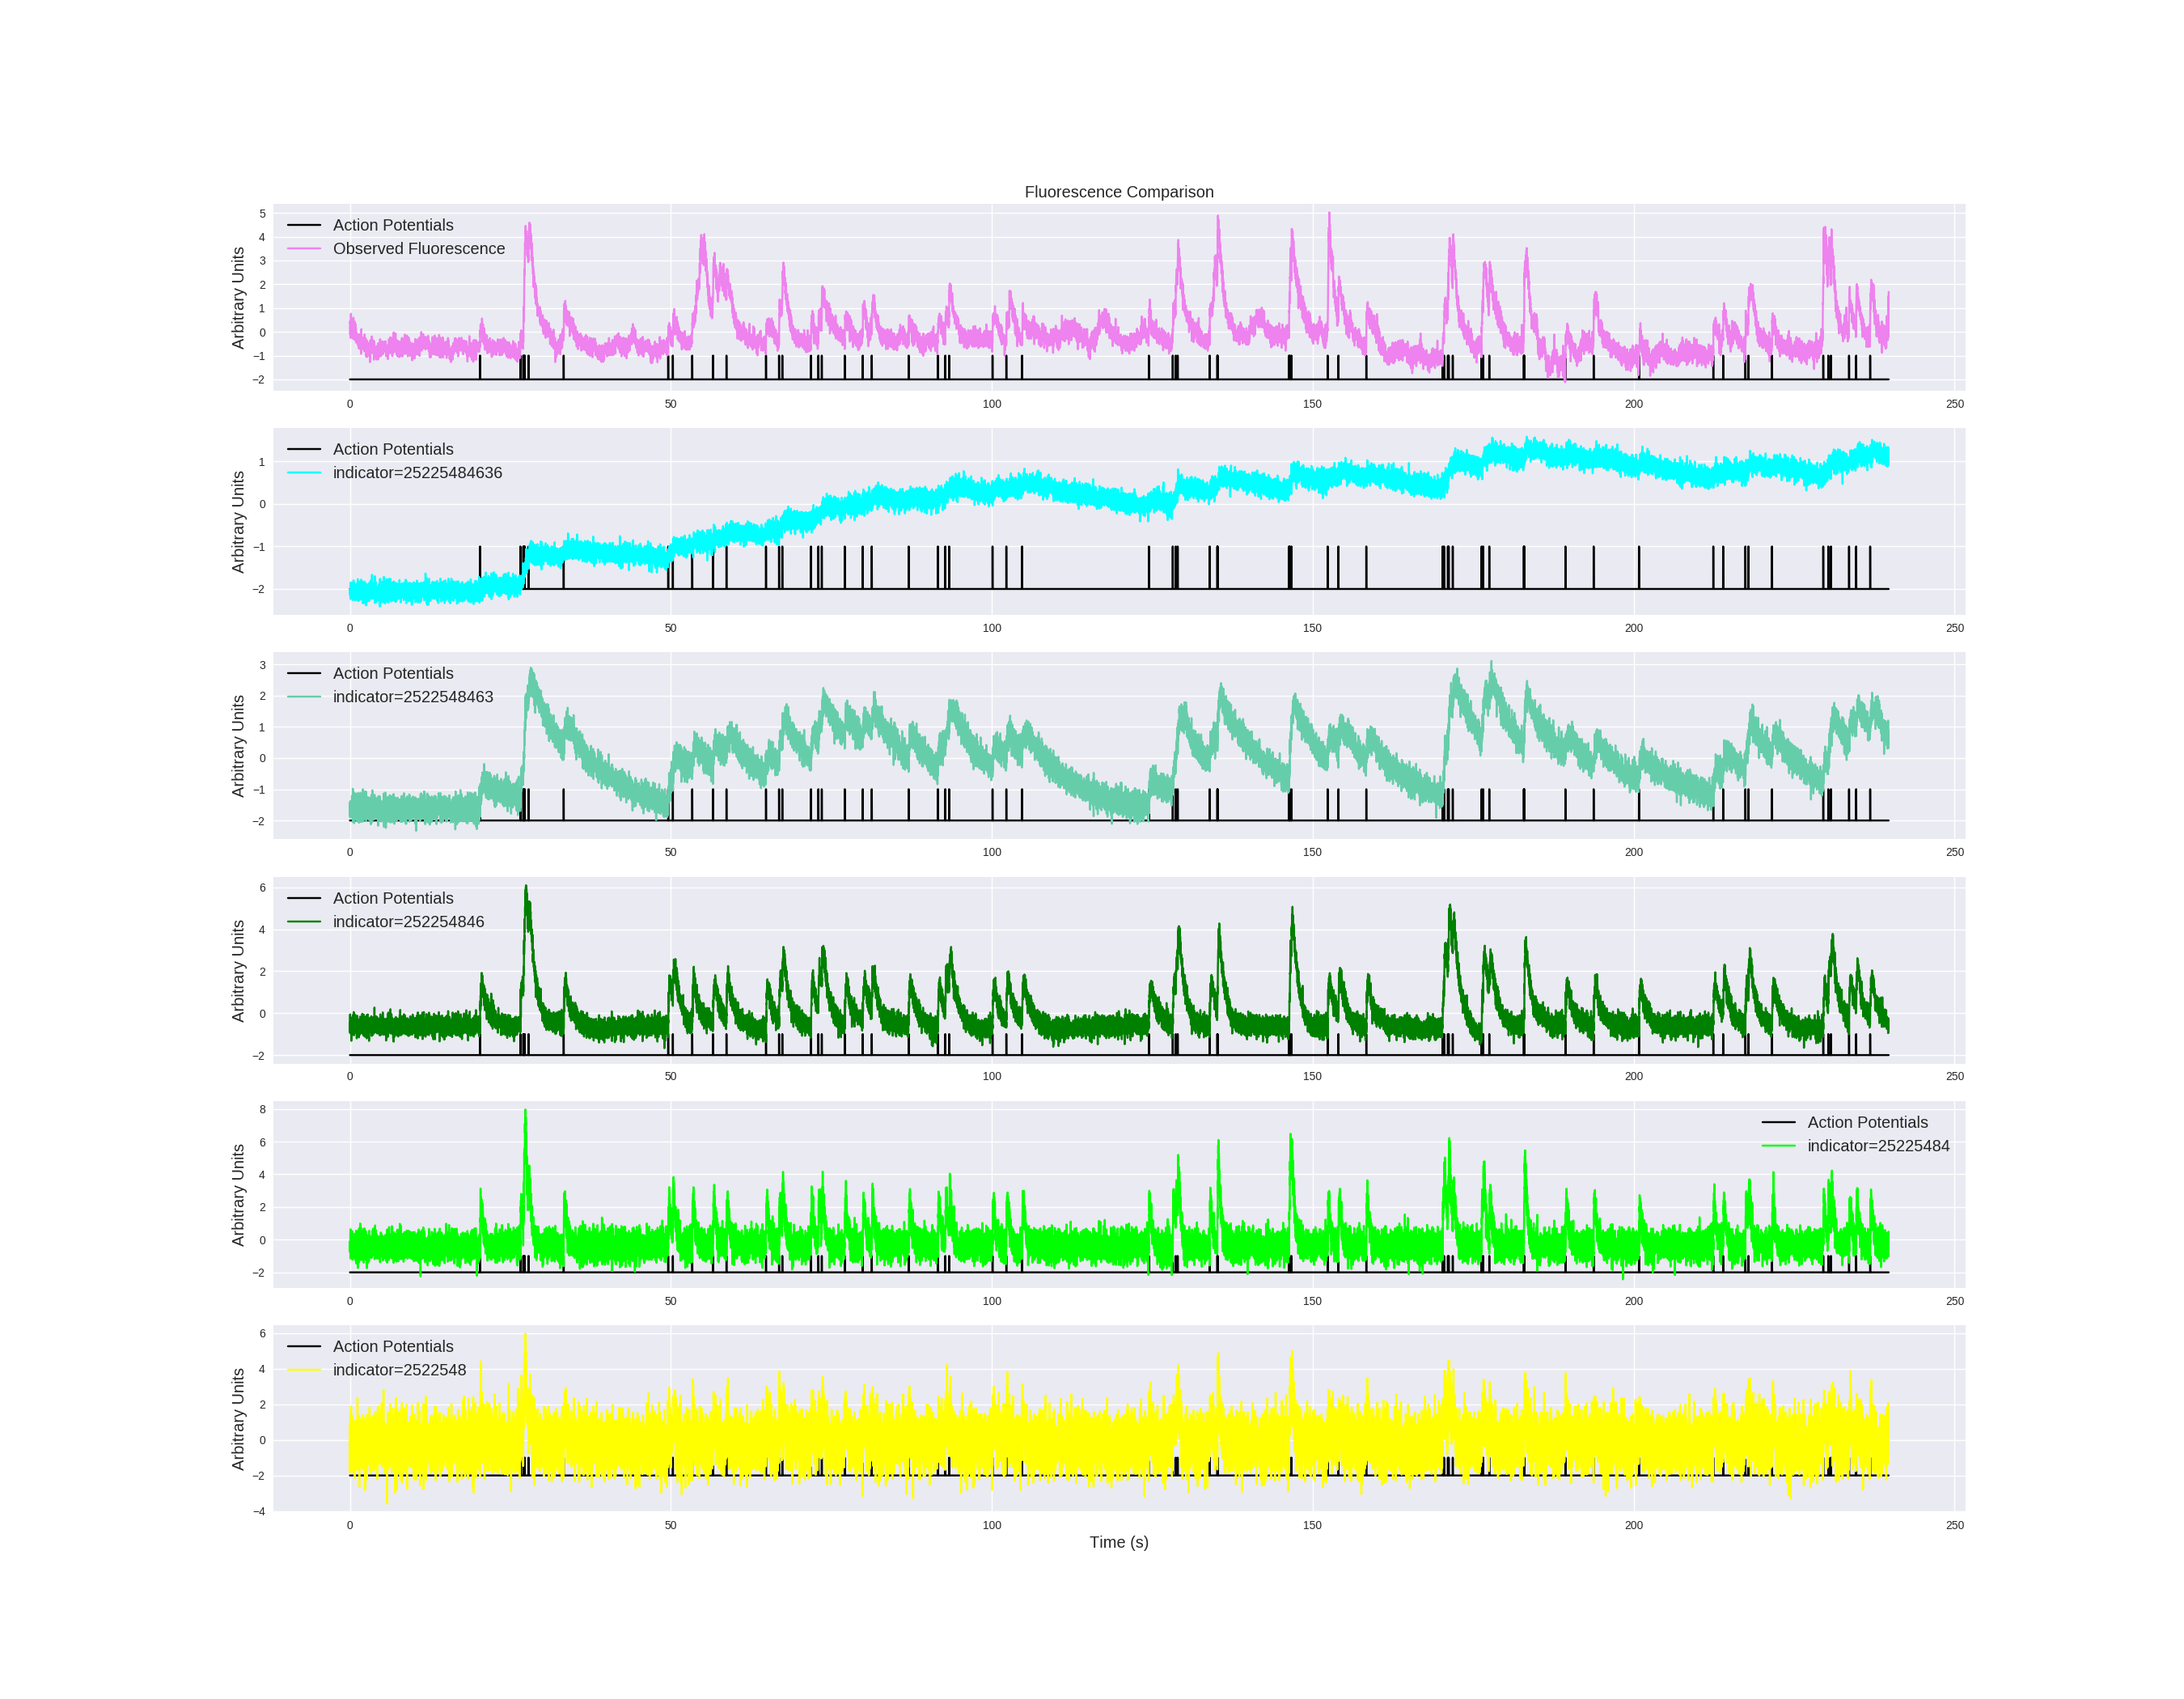 Fluorescence Comparison
Arbitrary Units
5
4
3
2
1
0
−1
−2
Action Potentials
Observed Fluorescence
0 50 100 150 200 250
Arbitrary Units
1
0
−1
−2
Action Potentials
indicator=25225484636
0 50 100 150 200 250
Arbitrary Units
3
2
1
0
−1
−2
Action Potentials
indicator=2522548463
0 50 100 150 200 250
Arbitrary Units
6
4
2
0
−2
Action Potentials
indicator=252254846
0 50 100 150 200 250
Arbitrary Units
8
6
4
2
0
−2
Action Potentials
indicator=25225484
0 50 100 150 200 250
Arbitrary Units
6
4
2
0
−2
−4
Action Potentials
indicator=2522548
0 50 100 150 200 250
Time (s)